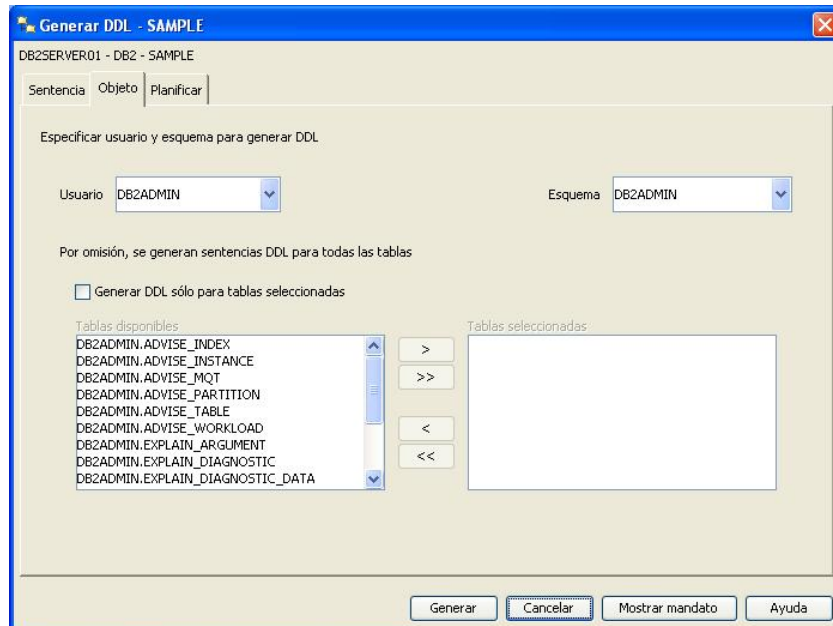 Generar DDL - SAMPLE
DB2SERVER01 - DB2 - SAMPLE
Sentencia Objeto Planificar
Especificar usuario y esquema para generar DDL
Usuario DB2ADMIN Esquema DB2ADMIN
Por omisión, se generan sentencias DDL para todas las tablas
Generar DDL sólo para tablas seleccionadas
Tablas disponibles Tablas seleccionadas
DB2ADMIN.ADVISE_INDEX
DB2ADMIN.ADVISE_INSTANCE
DB2ADMIN.ADVISE_MQT
DB2ADMIN.ADVISE_PARTITION
DB2ADMIN.ADVISE_TABLE
DB2ADMIN.ADVISE_WORKLOAD
DB2ADMIN.EXPLAIN_ARGUMENT
DB2ADMIN.EXPLAIN_DIAGNOSTIC
DB2ADMIN.EXPLAIN_DIAGNOSTIC_DATA
>
>>
<
<<
Generar Cancelar Mostrar mandato Ayuda